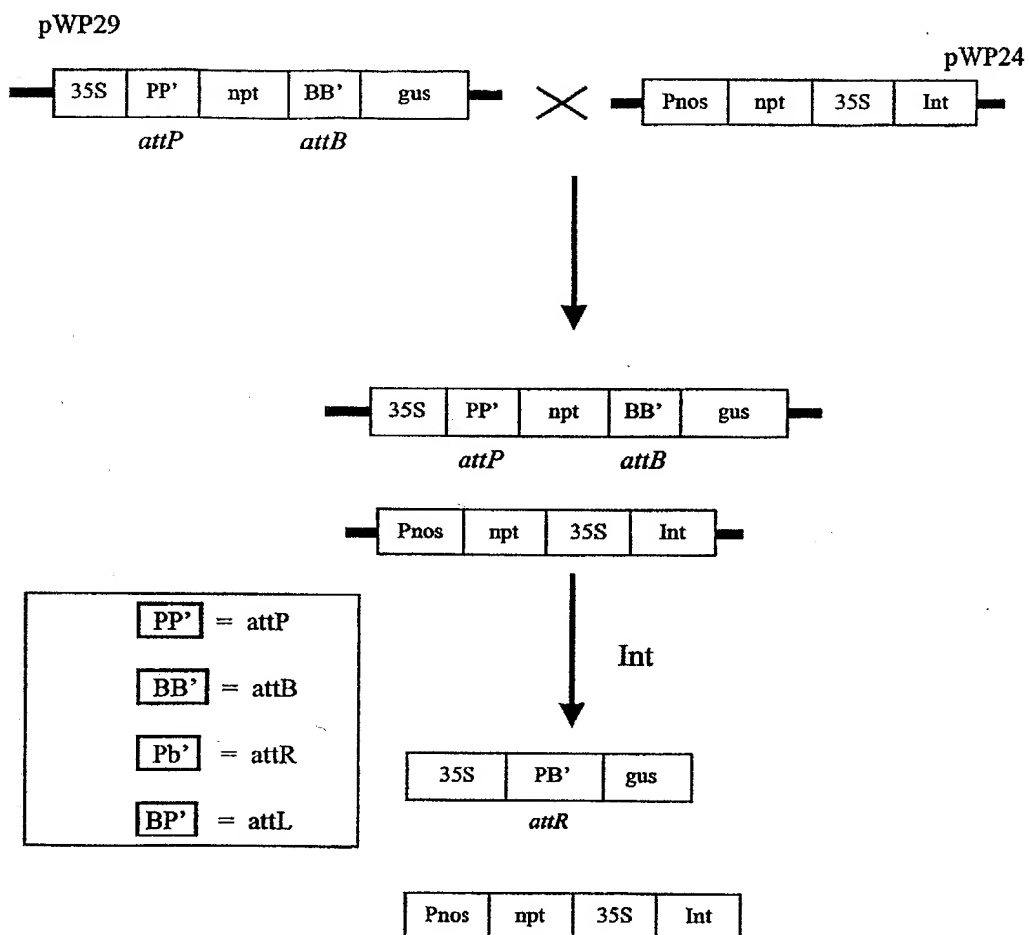 pWP29
pWP24
35S PP' npt BB' gus
Pnos npt 35S Int
attP attB
35S PP' npt BB' gus
attP attB
Pnos npt 35S Int
PP' = attP
BB' = attB
Pb' = attR
BP' = attL
Int
35S PB' gus
attR
Pnos npt 35S Int